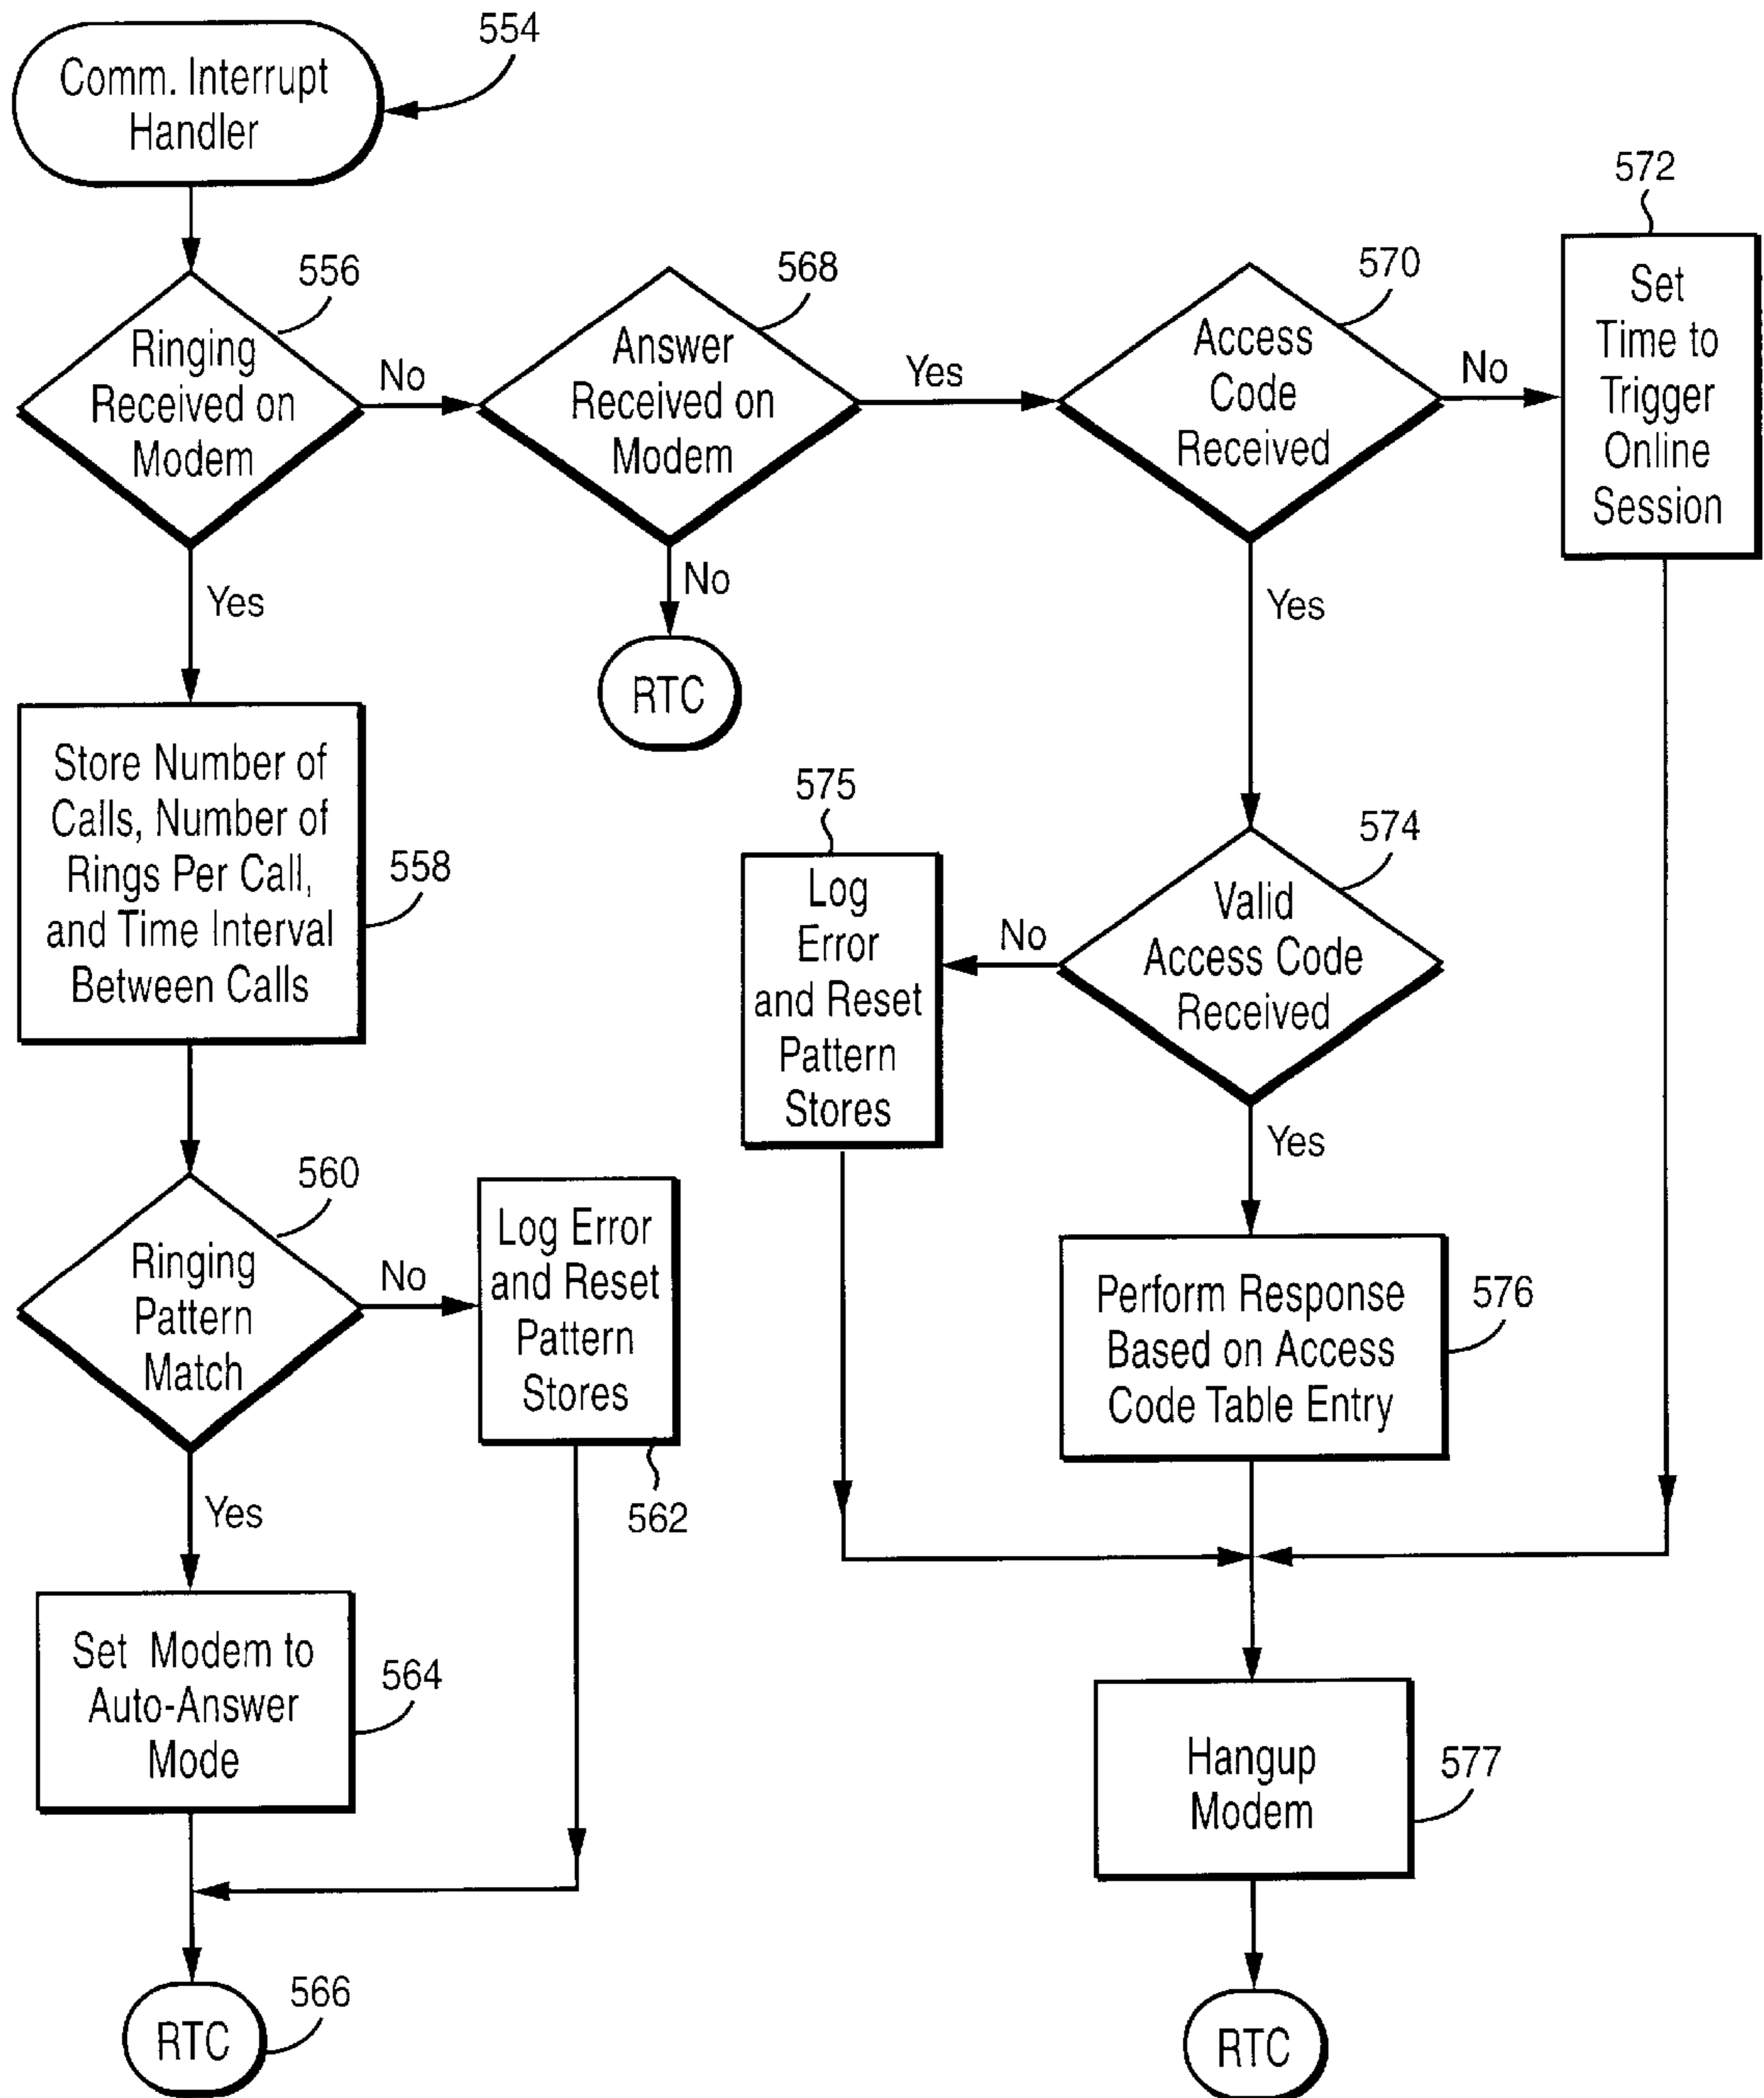 Comm. Interrupt
Handler
554
Ringing
Received on
Modem
556
No
Yes
Answer
Received on
Modem
568
Yes
No
RTC
Access
Code
Received
570
No
Yes
572
Set
Time to
Trigger
Online
Session
Store Number of
Calls, Number of
Rings Per Call,
and Time Interval
Between Calls
558
575
Log
Error
and Reset
Pattern
Stores
No
Valid
Access Code
Received
574
Yes
Ringing
Pattern
Match
560
No
Yes
Log Error
and Reset
Pattern
Stores
562
Perform Response
Based on Access
Code Table Entry
576
Set Modem to
Auto-Answer
Mode
564
Hangup
Modem
577
RTC
566
RTC